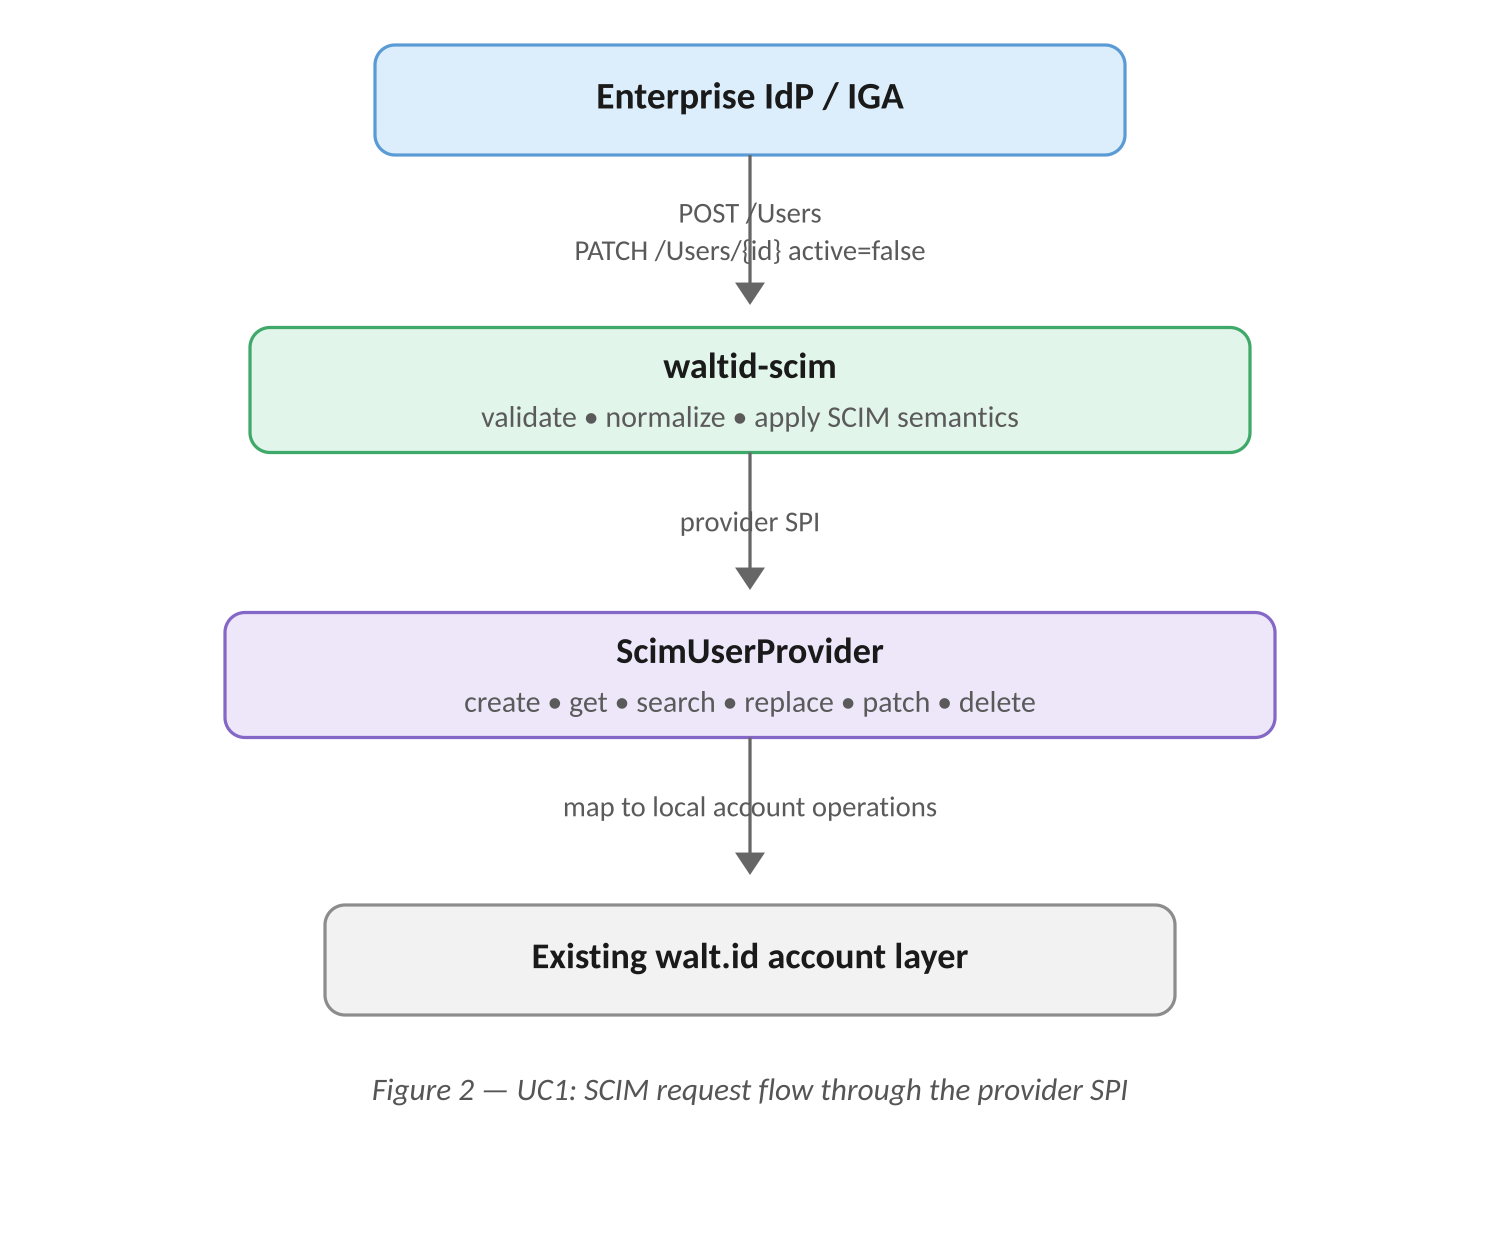 Enterprise IdP / IGA
POST /Users
PATCH /Users/{id} active=false
waltid-scim
validate • normalize • apply SCIM semantics
provider SPI
ScimUserProvider
create • get • search • replace • patch • delete
map to local account operations
Existing walt.id account layer
Figure 2 — UC1: SCIM request flow through the provider SPI